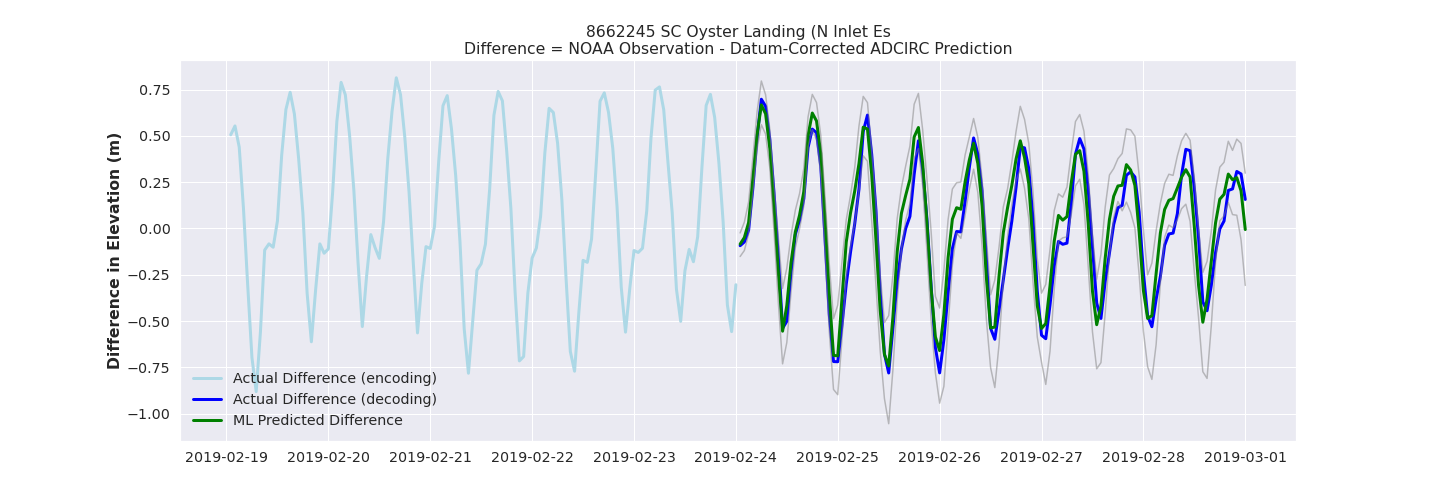 8662245 SC Oyster Landing (N Inlet Es
Difference = NOAA Observation - Datum-Corrected ADCIRC Prediction
Difference in Elevation (m)
0.75
0.50
0.25
0.00
−0.25
−0.50
−0.75
−1.00
Actual Difference (encoding)
Actual Difference (decoding)
ML Predicted Difference
2019-02-19 2019-02-20 2019-02-21 2019-02-22 2019-02-23 2019-02-24 2019-02-25 2019-02-26 2019-02-27 2019-02-28 2019-03-01